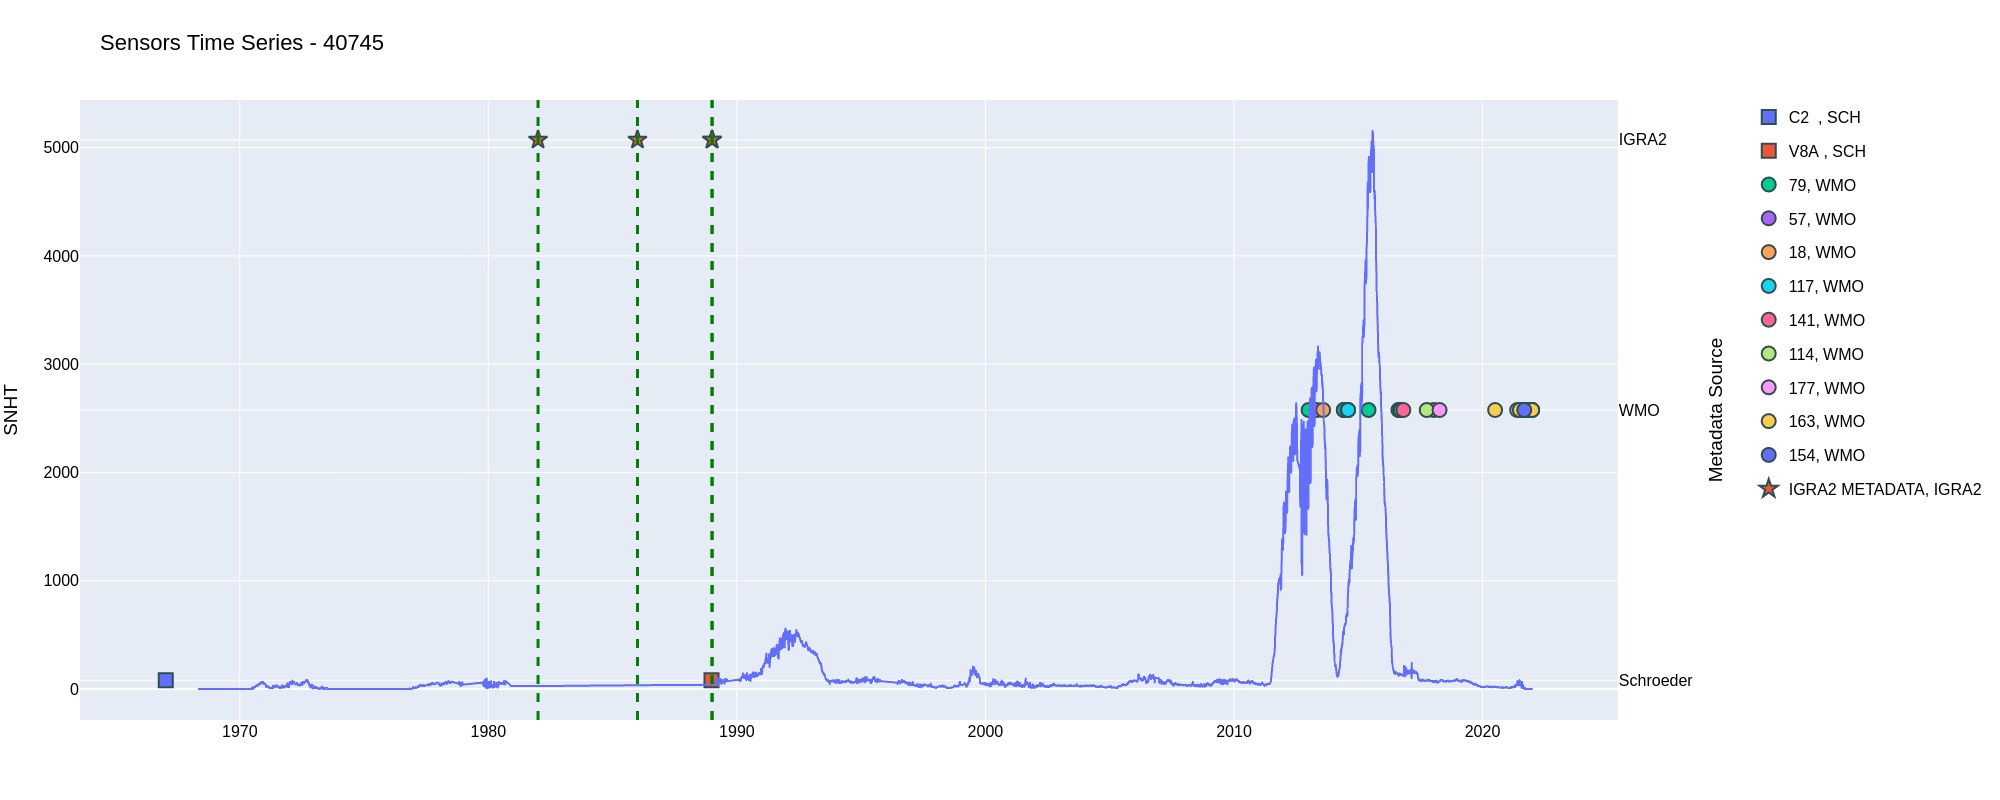 Sensors Time Series - 40745
SNHT
5000
4000
3000
2000
1000
0
1970
1980
1990
2000
2010
2020
IGRA2
WMO
Schroeder
Metadata Source
C2 , SCH
V8A , SCH
79, WMO
57, WMO
18, WMO
117, WMO
141, WMO
114, WMO
177, WMO
163, WMO
154, WMO
IGRA2 METADATA, IGRA2